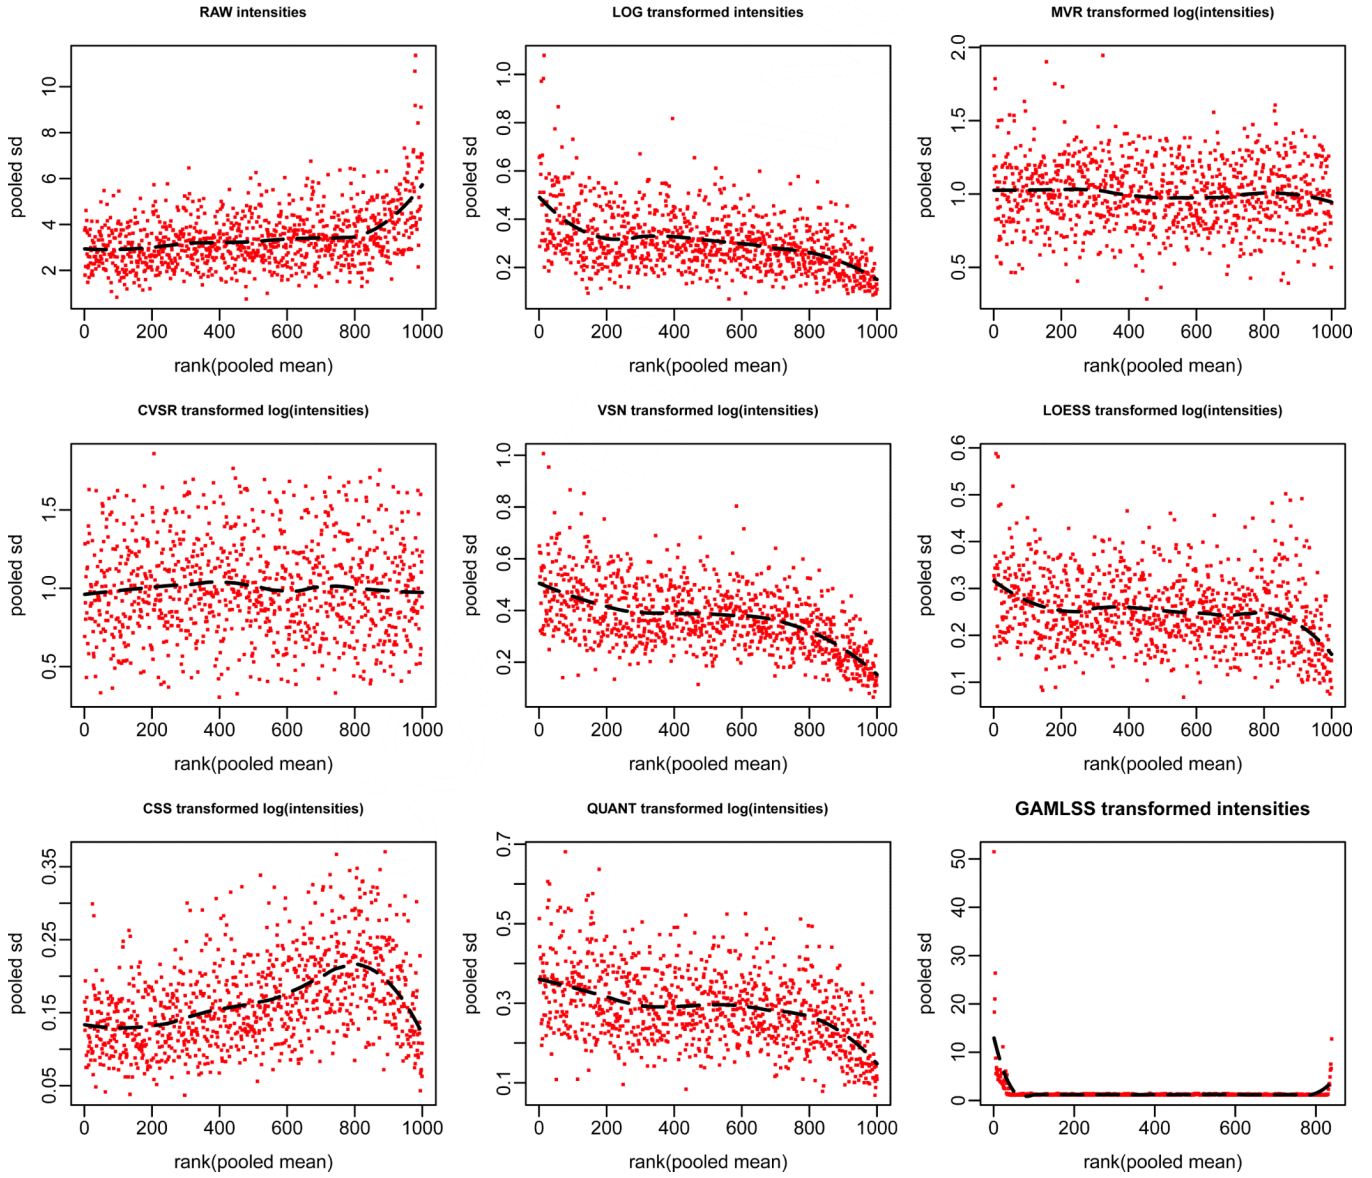 RAW intensities
pooled sd
10
8
6
4
2
0 200 400 600 800 1000
rank(pooled mean)
LOG transformed intensities
pooled sd
1.0
0.8
0.6
0.4
0.2
0 200 400 600 800 1000
rank(pooled mean)
MVR transformed log(intensities)
pooled sd
2.0
1.5
1.0
0.5
0 200 400 600 800 1000
rank(pooled mean)
CVSR transformed log(intensities)
pooled sd
1.5
1.0
0.5
0 200 400 600 800 1000
rank(pooled mean)
VSN transformed log(intensities)
pooled sd
1.0
0.8
0.6
0.4
0.2
0 200 400 600 800 1000
rank(pooled mean)
LOESS transformed log(intensities)
pooled sd
0.6
0.5
0.4
0.3
0.2
0.1
0 200 400 600 800 1000
rank(pooled mean)
CSS transformed log(intensities)
pooled sd
0.35
0.25
0.15
0.05
0 200 400 600 800 1000
rank(pooled mean)
QUANT transformed log(intensities)
pooled sd
0.7
0.5
0.3
0.1
0 200 400 600 800 1000
rank(pooled mean)
GAMLSS transformed intensities
pooled sd
50
40
30
20
10
0
0 200 400 600 800
rank(pooled mean)